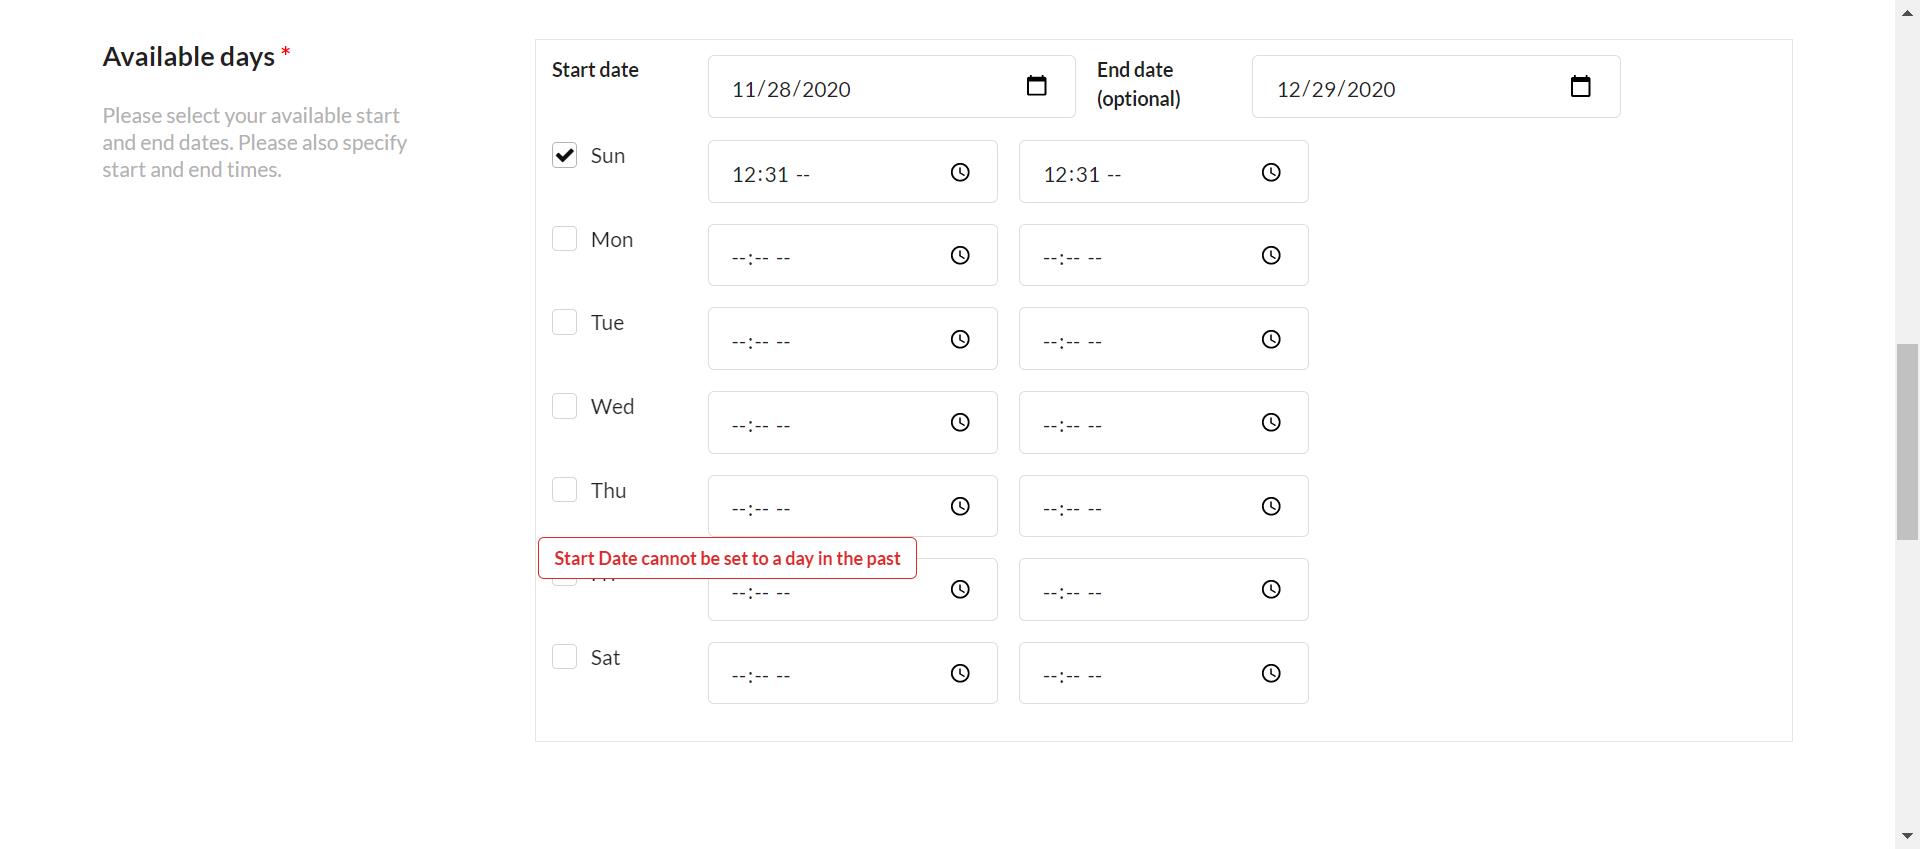 Available days *
Please select your available start
and end dates. Please also specify
start and end times.
Start date
11/28/2020
End date
(optional)
12/29/2020
Sun
12:31 --
12:31 --
Mon
--:-- --
--:-- --
Tue
--:-- --
--:-- --
Wed
--:-- --
--:-- --
Thu
--:-- --
--:-- --
Start Date cannot be set to a day in the past
--:-- --
--:-- --
Sat
--:-- --
--:-- --